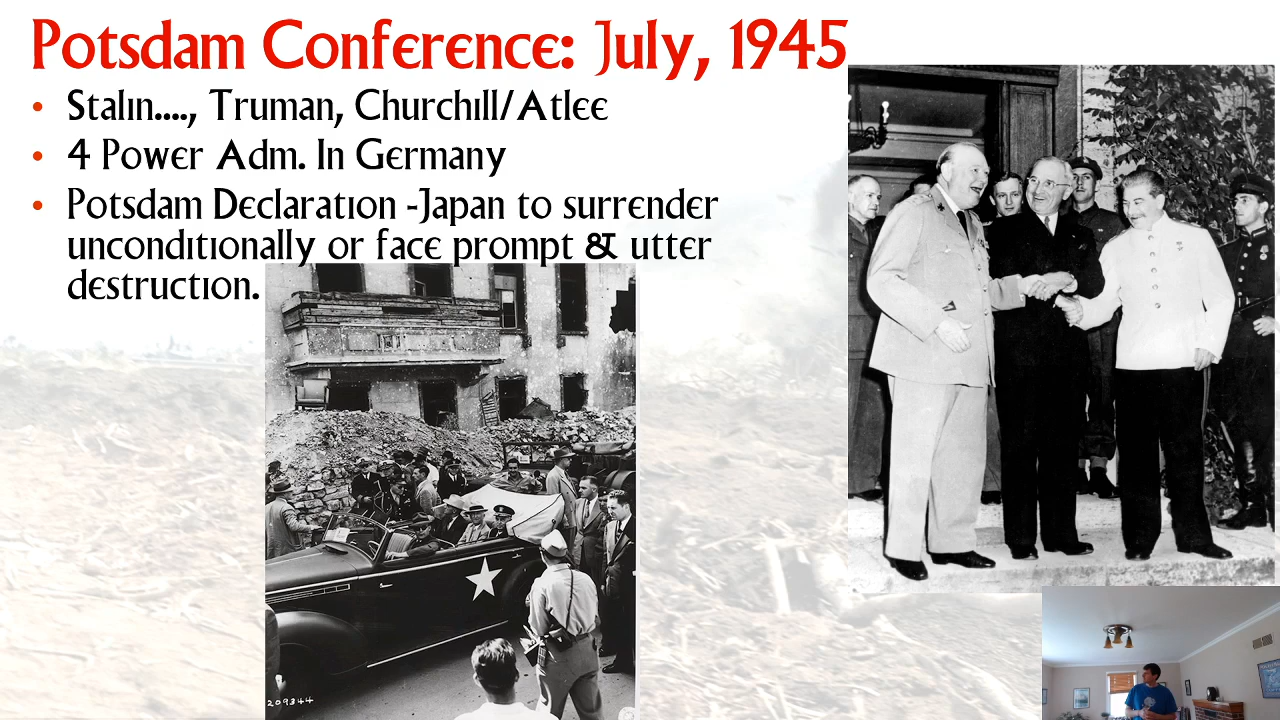 Potsdam Conference: July, 1945
• Stalin...., Truman, Churchill/Atlee
• 4 Power Adm. In Germany
• Potsdam Declaration -Japan to surrender
unconditionally or face prompt & utter
destruction.
209344